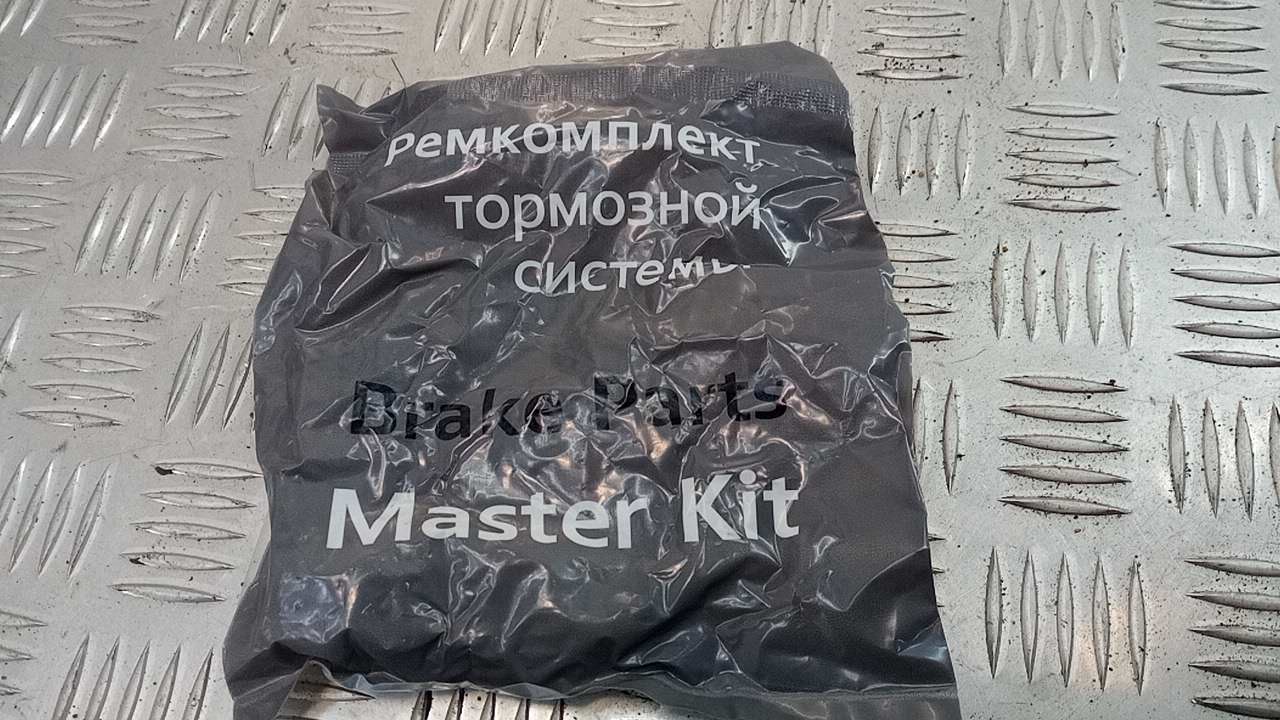 Ремкомплект
тормозной
системы
Brake Parts
Master Kit